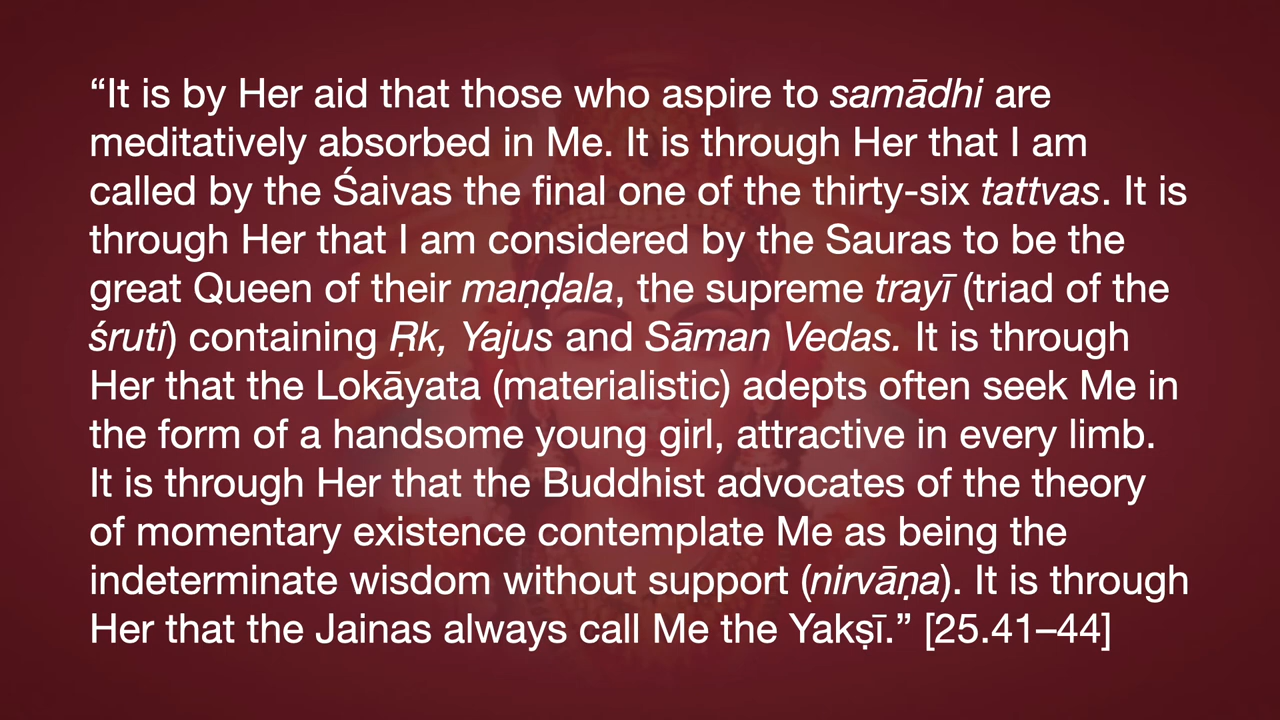 “It is by Her aid that those who aspire to samādhi are
meditatively absorbed in Me. It is through Her that I am
called by the Śaivas the final one of the thirty-six tattvas. It is
through Her that I am considered by the Sauras to be the
great Queen of their maṇḍala, the supreme trayī (triad of the
śruti) containing Ṛk, Yajus and Sāman Vedas. It is through
Her that the Lokāyata (materialistic) adepts often seek Me in
the form of a handsome young girl, attractive in every limb.
It is through Her that the Buddhist advocates of the theory
of momentary existence contemplate Me as being the
indeterminate wisdom without support (nirvāṇa). It is through
Her that the Jainas always call Me the Yakṣī.” [25.41–44]